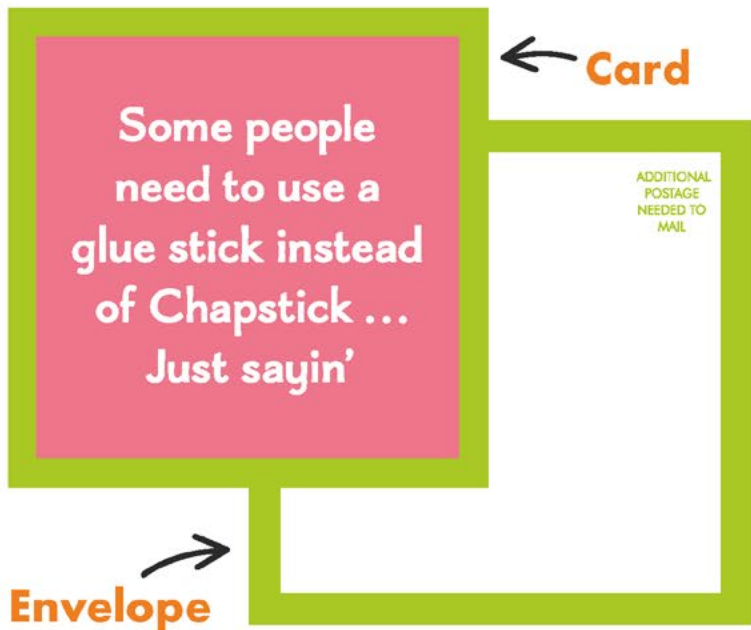 Some people
need to use a
glue stick instead
of Chapstick ...
Just sayin’
Card
ADDITIONAL
POSTAGE
NEEDED TO
MAIL
Envelope